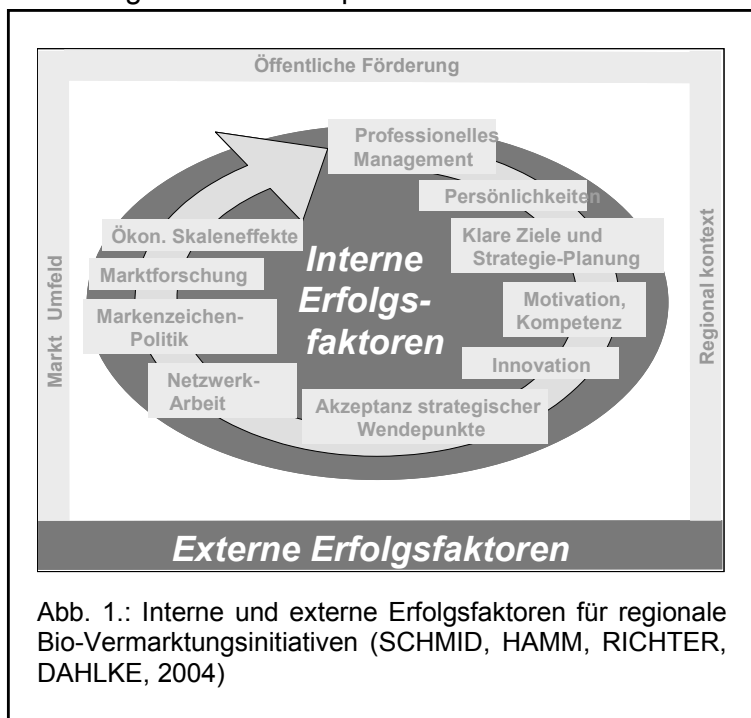 Öffentliche Förderung
Professionelles
Management
Persönlichkeiten
Klare Ziele und
Strategie-Planung
Motivation,
Kompetenz
Innovation
Akzeptanz strategischer
Wendepunkte
Netzwerk-
Arbeit
Markenzeichen-
Politik
Marktforschung
Ökon. Skaleneffekte
Interne
Erfolgs-
faktoren
Markt Umfeld
Regional kontext
Externe Erfolgsfaktoren
Abb. 1.: Interne und externe Erfolgsfaktoren für regionale
Bio-Vermarktungsinitiativen (SCHMID, HAMM, RICHTER,
DAHLKE, 2004)